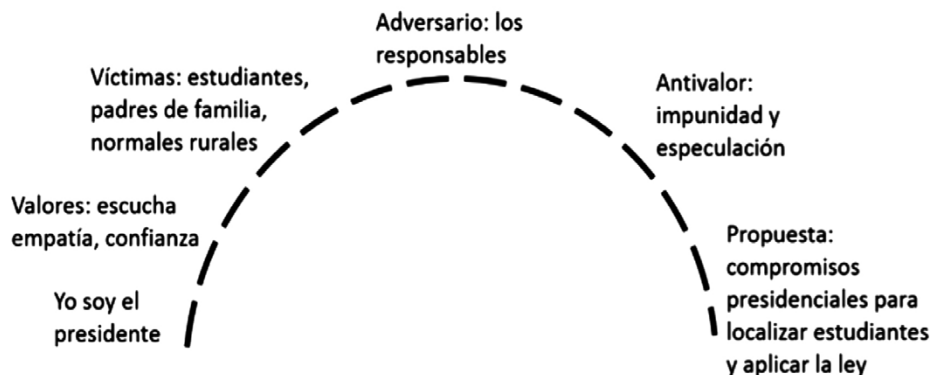 Adversario: los
responsables
Víctimas: estudiantes,
padres de familia,
normales rurales
Antivalor:
impunidad y
especulación
Valores: escucha
empatía, confianza
Propuesta:
compromisos
presidenciales para
localizar estudiantes
y aplicar la ley
Yo soy el
presidente